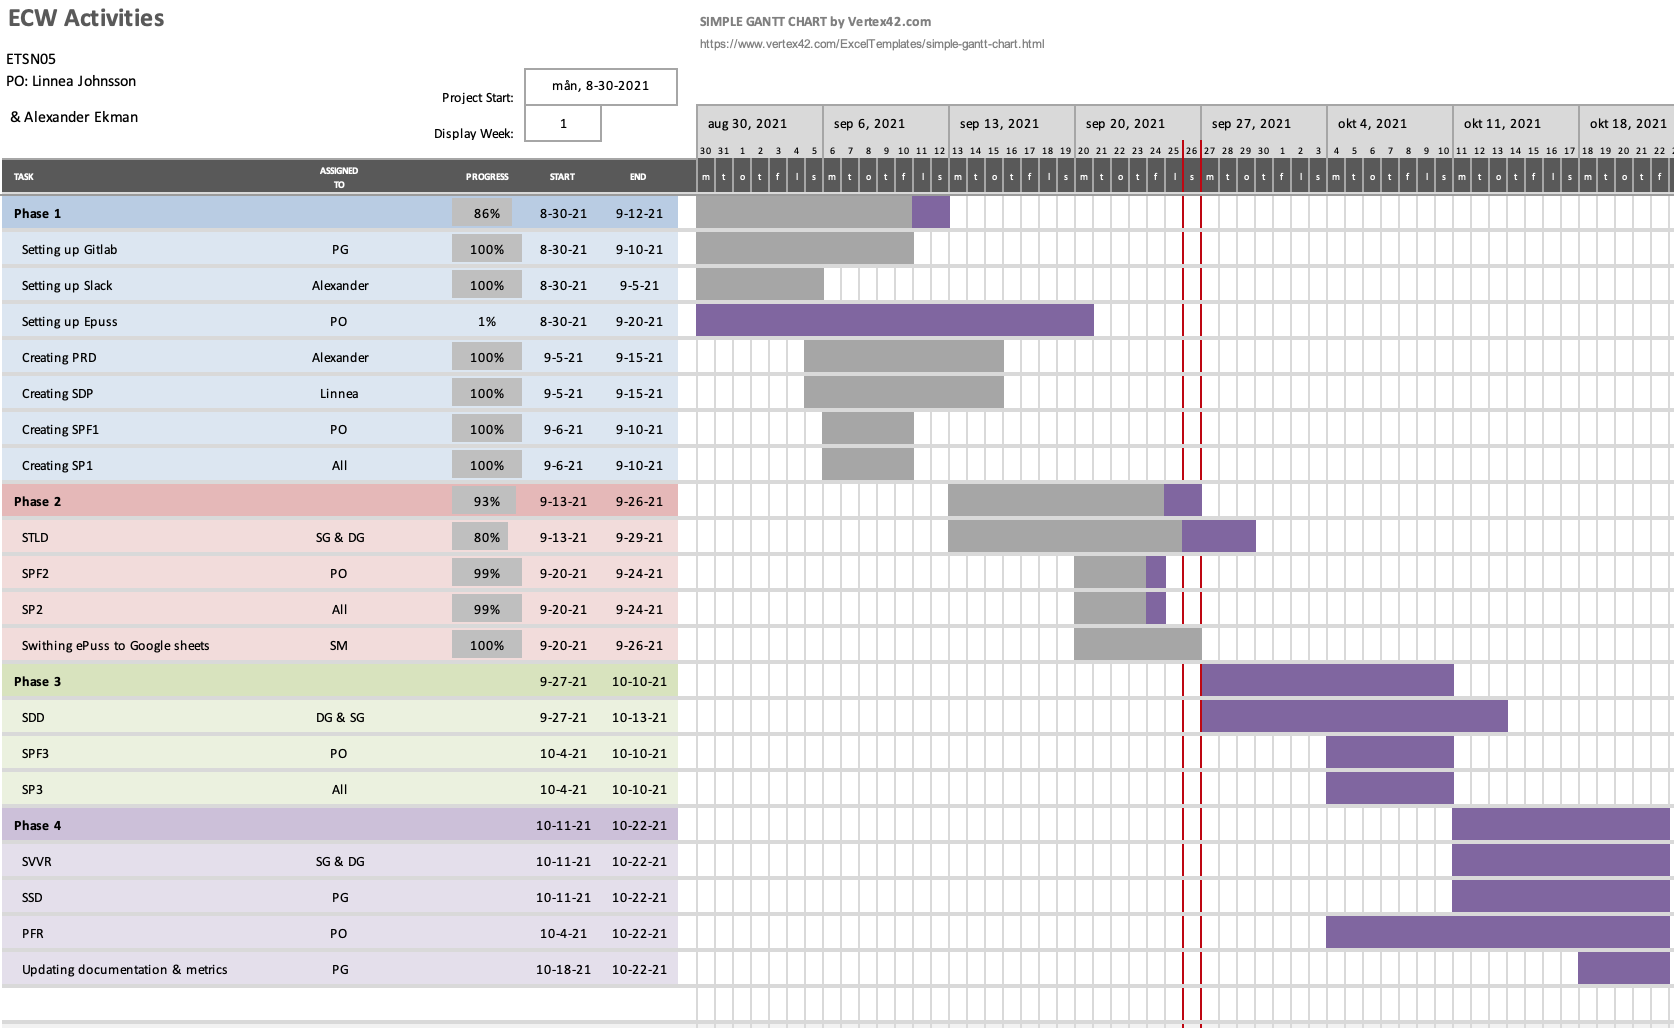 ECW Activities
SIMPLE GANTT CHART by Vertex42.com
https://www.vertex42.com/ExcelTemplates/simple-gantt-chart.html
ETSN05
PO: Linnea Johnsson
& Alexander Ekman
Project Start: mån, 8-30-2021
Display Week: 1
aug 30, 2021 sep 6, 2021 sep 13, 2021 sep 20, 2021 sep 27, 2021 okt 4, 2021 okt 11, 2021 okt 18, 2021
30 31 1 2 3 4 5 6 7 8 9 10 11 12 13 14 15 16 17 18 19 20 21 22 23 24 25 26 27 28 29 30 1 2 3 4 5 6 7 8 9 10 11 12 13 14 15 16 17 18 19 20 21 22
TASK ASSIGNED TO PROGRESS START END m t o t f l s m t o t f l s m t o t f l s m t o t f l s m t o t f l s m t o t f l s m t o t f l s m t o t f
Phase 1 86% 8-30-21 9-12-21
Setting up Gitlab PG 100% 8-30-21 9-10-21
Setting up Slack Alexander 100% 8-30-21 9-5-21
Setting up Epuss PO 1% 8-30-21 9-20-21
Creating PRD Alexander 100% 9-5-21 9-15-21
Creating SDP Linnea 100% 9-5-21 9-15-21
Creating SPF1 PO 100% 9-6-21 9-10-21
Creating SP1 All 100% 9-6-21 9-10-21
Phase 2 93% 9-13-21 9-26-21
STLD SG & DG 80% 9-13-21 9-29-21
SPF2 PO 99% 9-20-21 9-24-21
SP2 All 99% 9-20-21 9-24-21
Swithing ePuss to Google sheets SM 100% 9-20-21 9-26-21
Phase 3 9-27-21 10-10-21
SDD DG & SG 9-27-21 10-13-21
SPF3 PO 10-4-21 10-10-21
SP3 All 10-4-21 10-10-21
Phase 4 10-11-21 10-22-21
SVVR SG & DG 10-11-21 10-22-21
SSD PG 10-11-21 10-22-21
PFR PO 10-4-21 10-22-21
Updating documentation & metrics PG 10-18-21 10-22-21